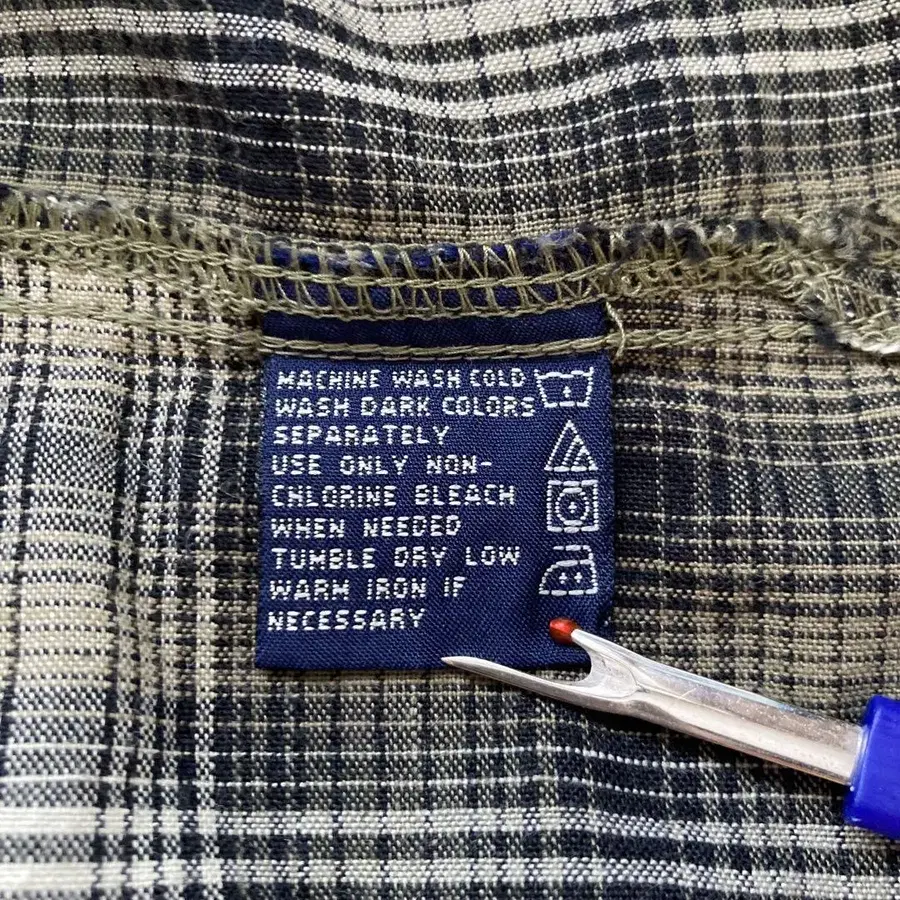 MACHINE WASH COLD
WASH DARK COLORS
SEPARATELY
USE ONLY NON-
CHLORINE BLEACH
WHEN NEEDED
TUMBLE DRY LOW
WARM IRON IF
NECESSARY